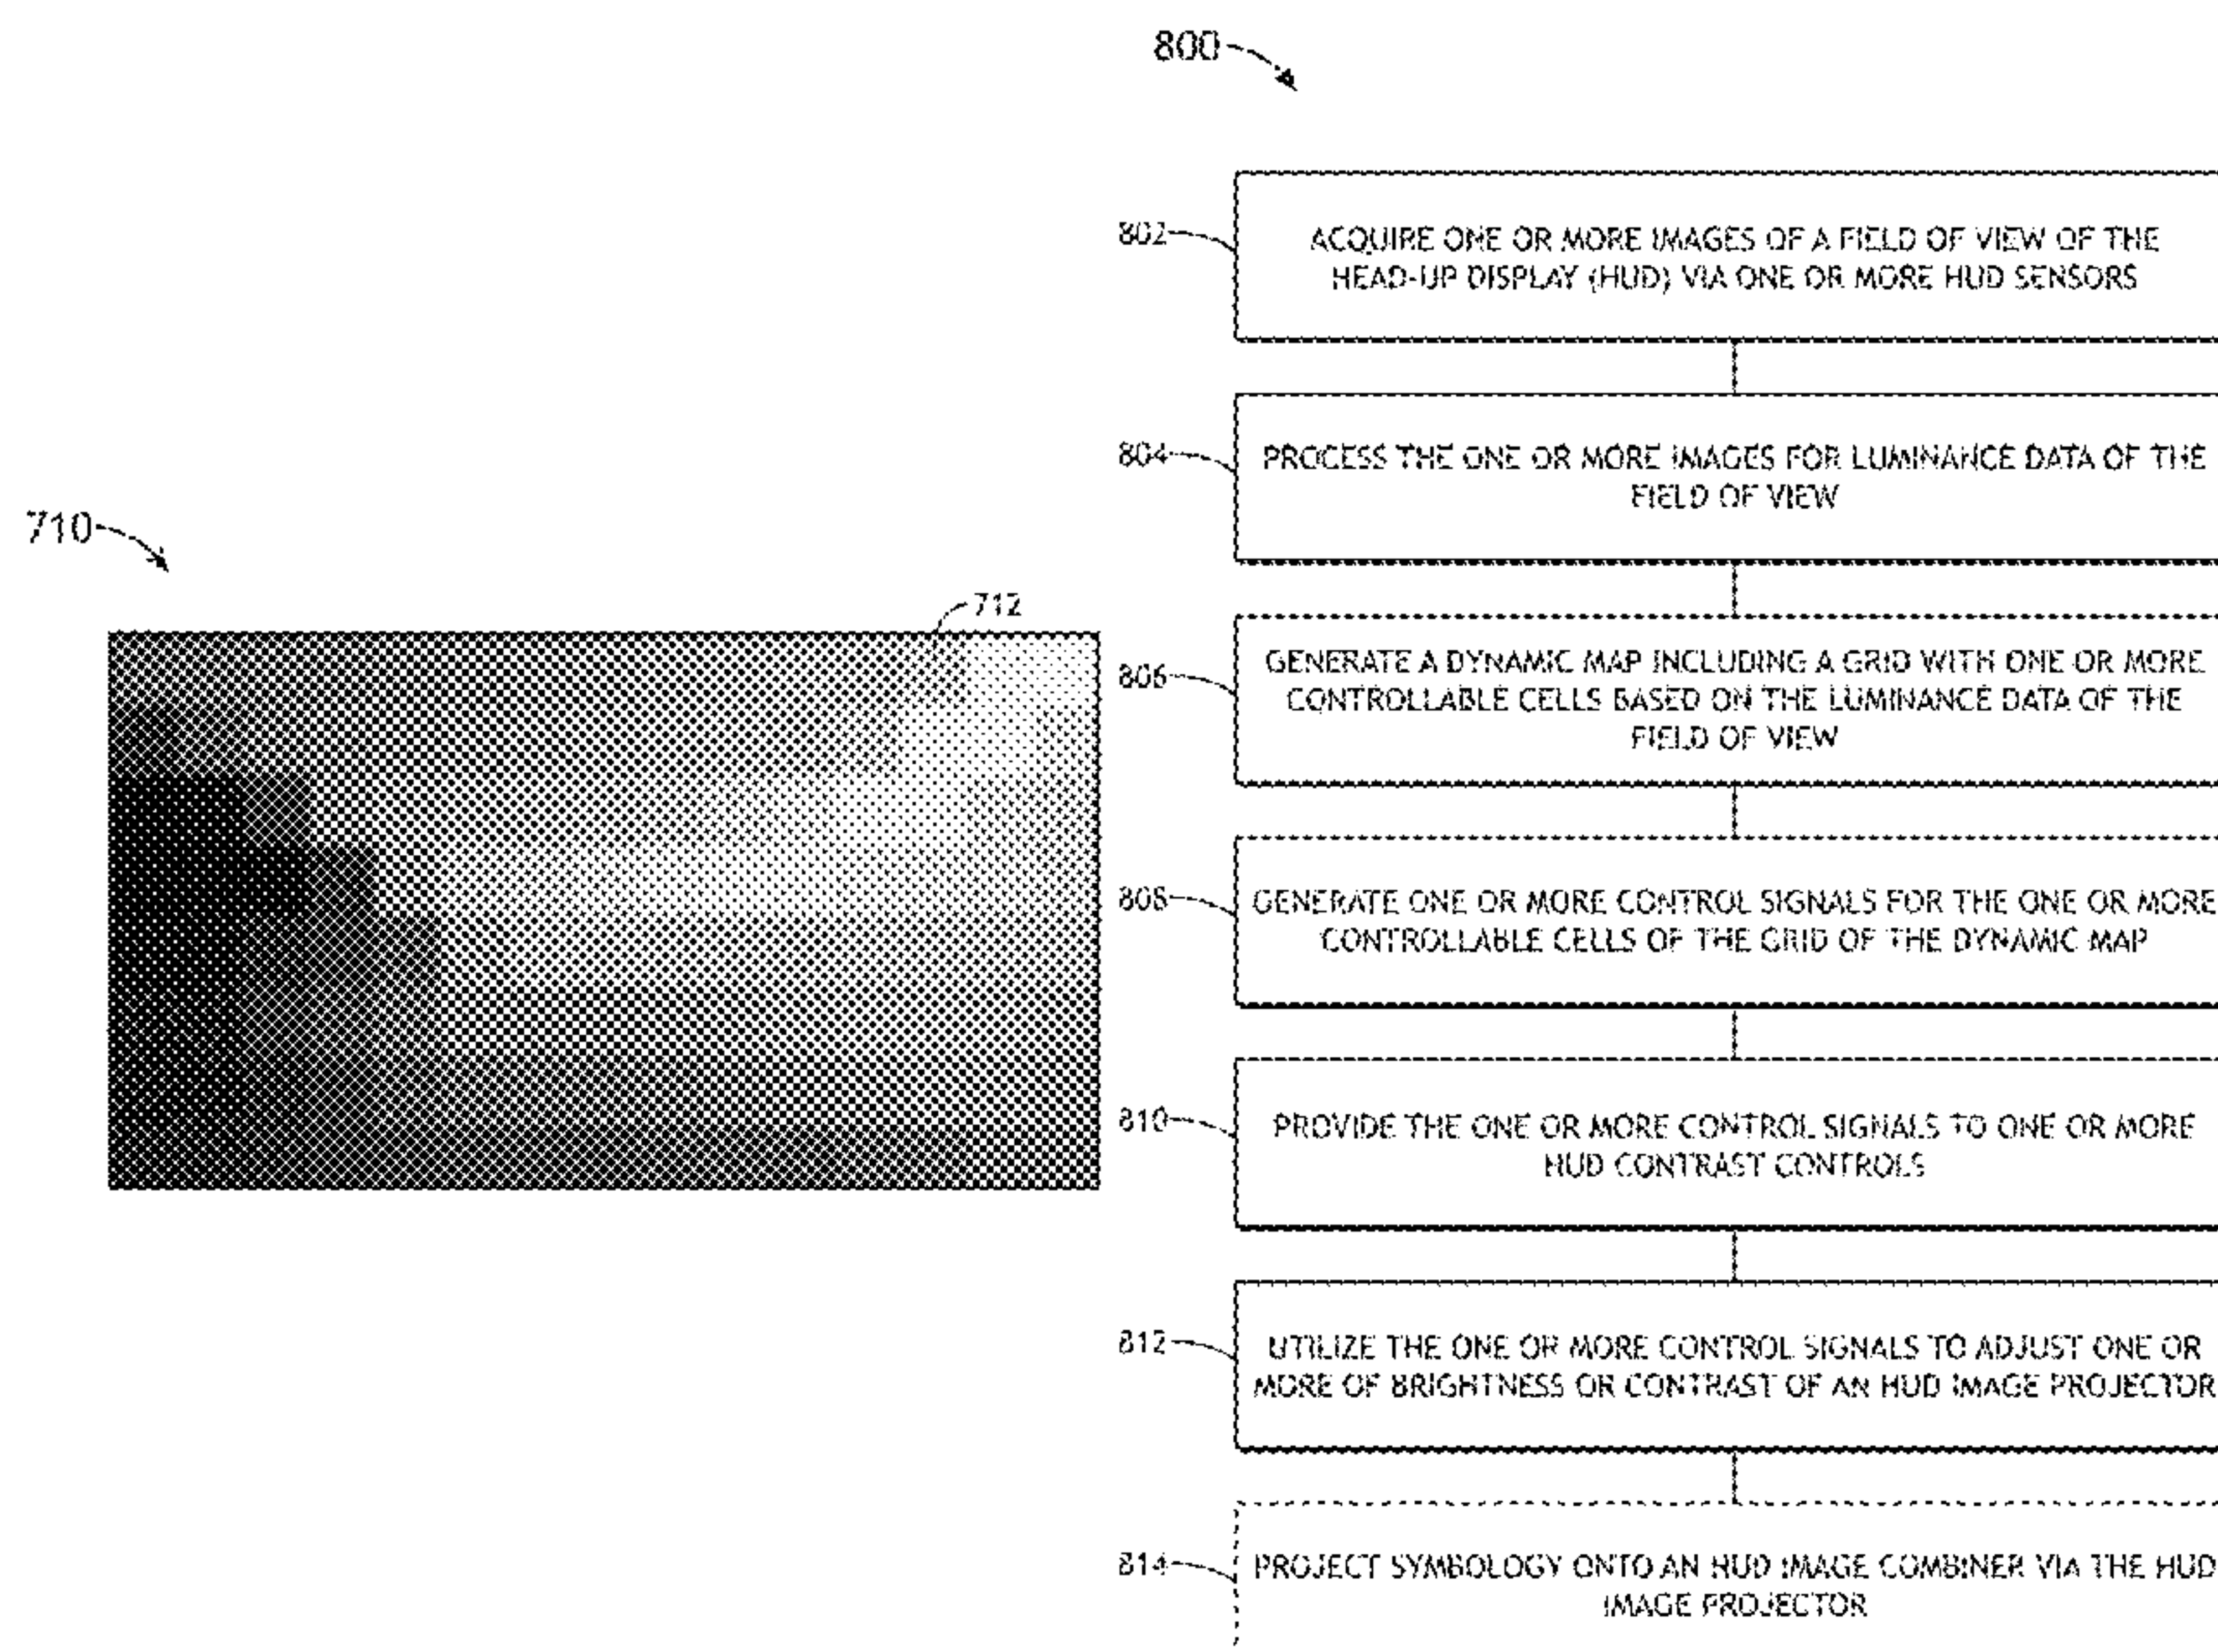 800
802
ACQUIRE ONE OR MORE IMAGES OF A FIELD OF VIEW OF THE
HEAD-UP DISPLAY (HUD) VIA ONE OR MORE HUD SENSORS
804
PROCESS THE ONE OR MORE IMAGES FOR LUMINANCE DATA OF THE
FIELD OF VIEW
710
712
806
GENERATE A DYNAMIC MAP INCLUDING A GRID WITH ONE OR MORE
CONTROLLABLE CELLS BASED ON THE LUMINANCE DATA OF THE
FIELD OF VIEW
808
GENERATE ONE OR MORE CONTROL SIGNALS FOR THE ONE OR MORE
CONTROLLABLE CELLS OF THE GRID OF THE DYNAMIC MAP
810
PROVIDE THE ONE OR MORE CONTROL SIGNALS TO ONE OR MORE
HUD CONTRAST CONTROLS
812
UTILIZE THE ONE OR MORE CONTROL SIGNALS TO ADJUST ONE OR
MORE OF BRIGHTNESS OR CONTRAST OF AN HUD IMAGE PROJECTOR
814
PROJECT SYMBOLOGY ONTO AN HUD IMAGE COMBINER VIA THE HUD
IMAGE PROJECTOR